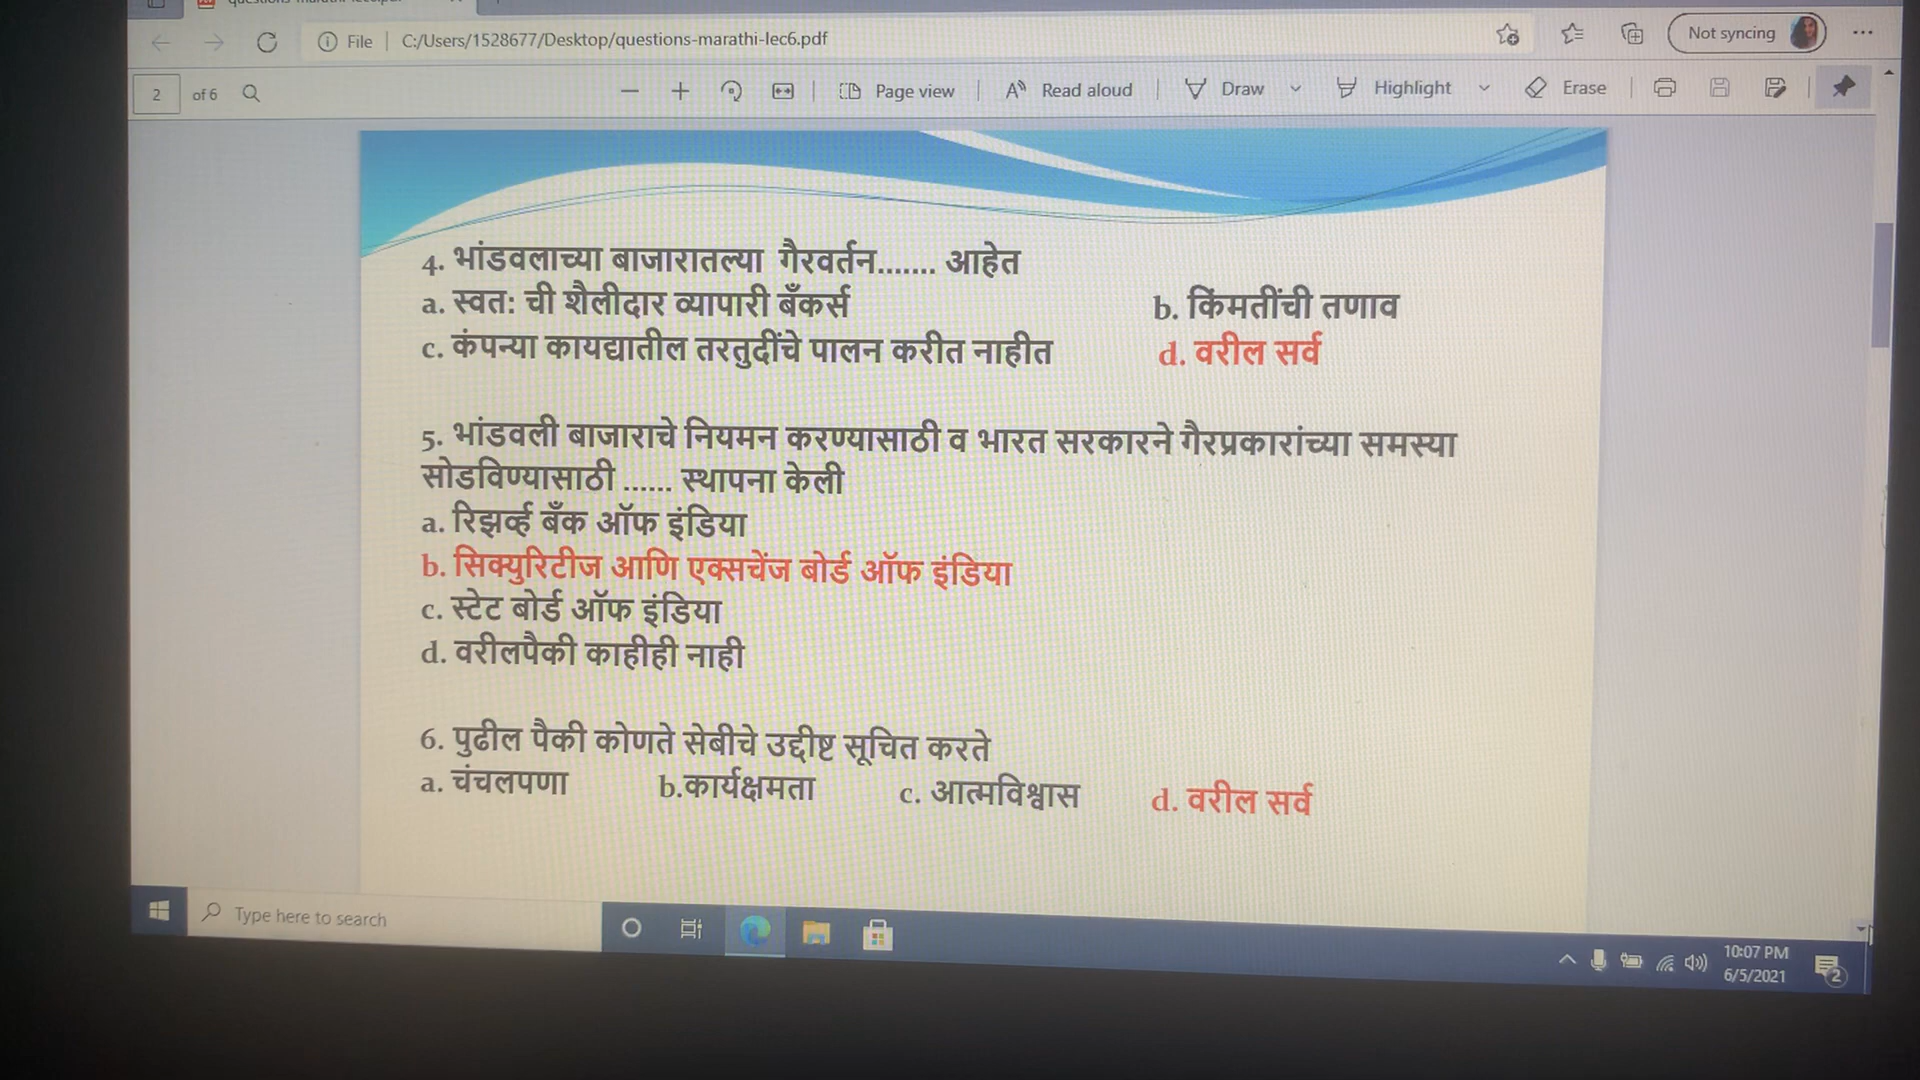 File C:/Users/1528677/Desktop/questions-marathi-lec6.pdf Not syncing
2 of 6 Page view Read aloud Draw Highlight Erase
4. भांडवलाच्या बाजारातल्या गैरवर्तन....... आहेत
a. स्वत: ची शैलीदार व्यापारी बँकर्स b. किंमतींची तणाव
c. कंपन्या कायद्यातील तरतुदींचे पालन करीत नाहीत d. वरील सर्व
5. भांडवली बाजाराचे नियमन करण्यासाठी व भारत सरकारने गैरप्रकारांच्या समस्या
सोडविण्यासाठी ...... स्थापना केली
a. रिझर्व्ह बँक ऑफ इंडिया
b. सिक्युरिटीज आणि एक्सचेंज बोर्ड ऑफ इंडिया
c. स्टेट बोर्ड ऑफ इंडिया
d. वरीलपैकी काहीही नाही
6. पुढील पैकी कोणते सेबीचे उद्दीष्ट सूचित करते
a. चंचलपणा b.कार्यक्षमता c. आत्मविश्वास d. वरील सर्व
Type here to search
10:07 PM
6/5/2021
2